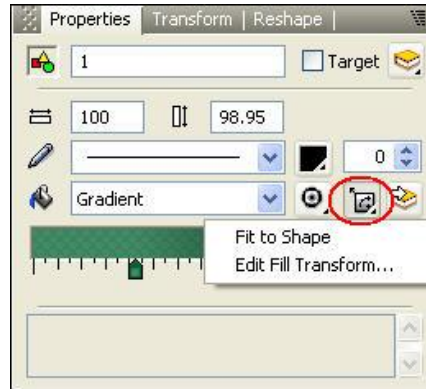 Properties Transform | Reshape |
1 Target
100 98.95
0
Gradient
Fit to Shape
Edit Fill Transform...